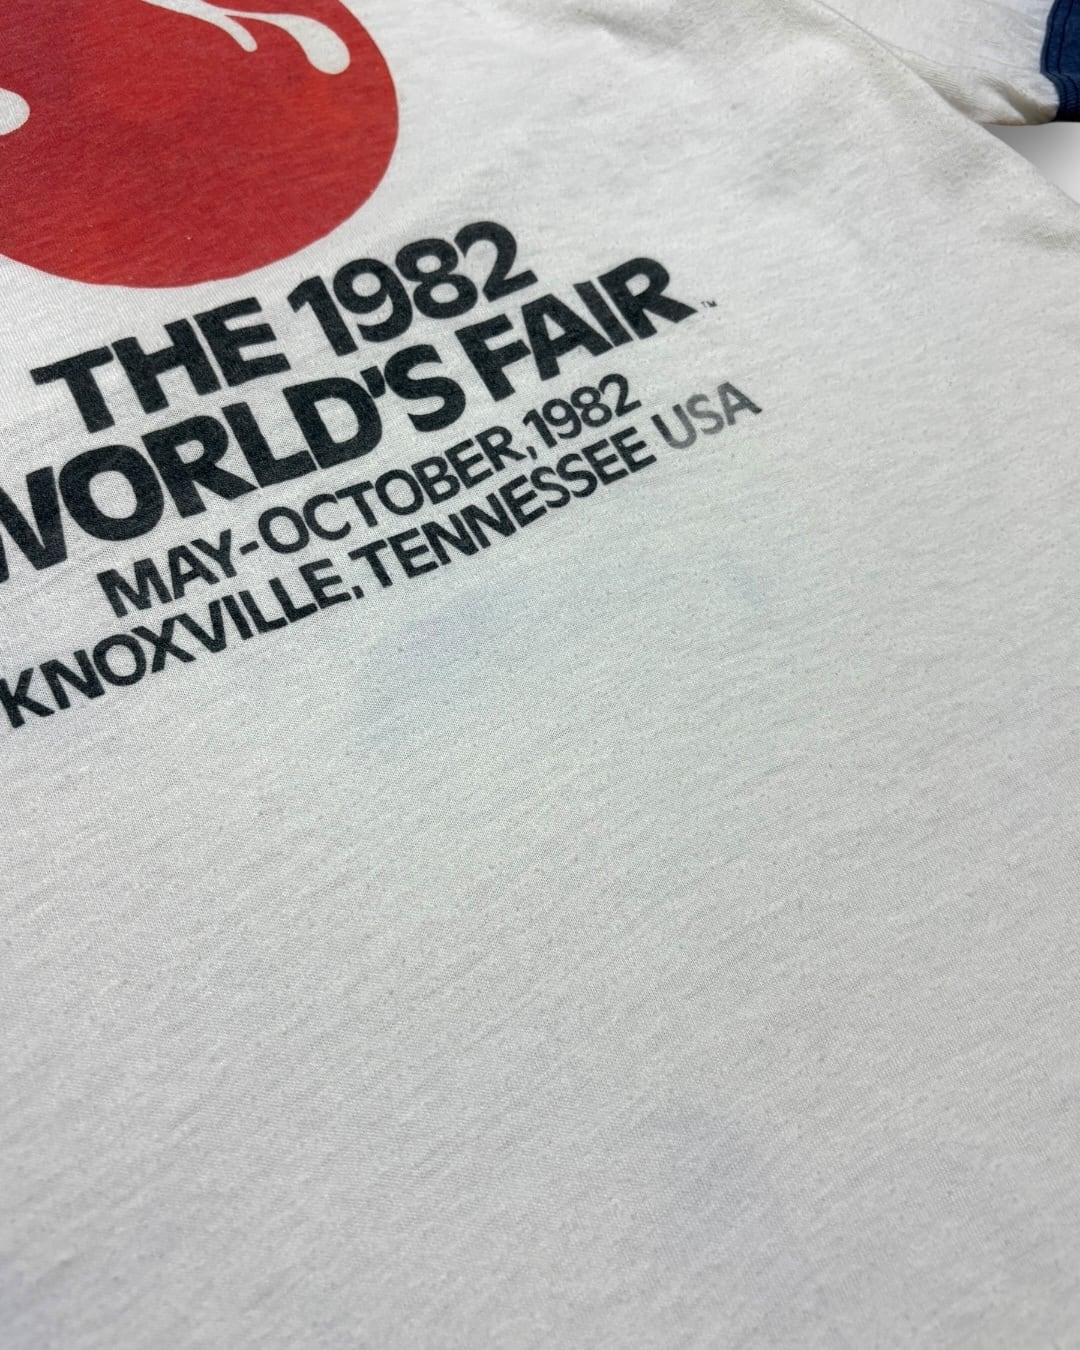 THE 1982
WORLD'S FAIR™
MAY-OCTOBER, 1982
KNOXVILLE, TENNESSEE USA